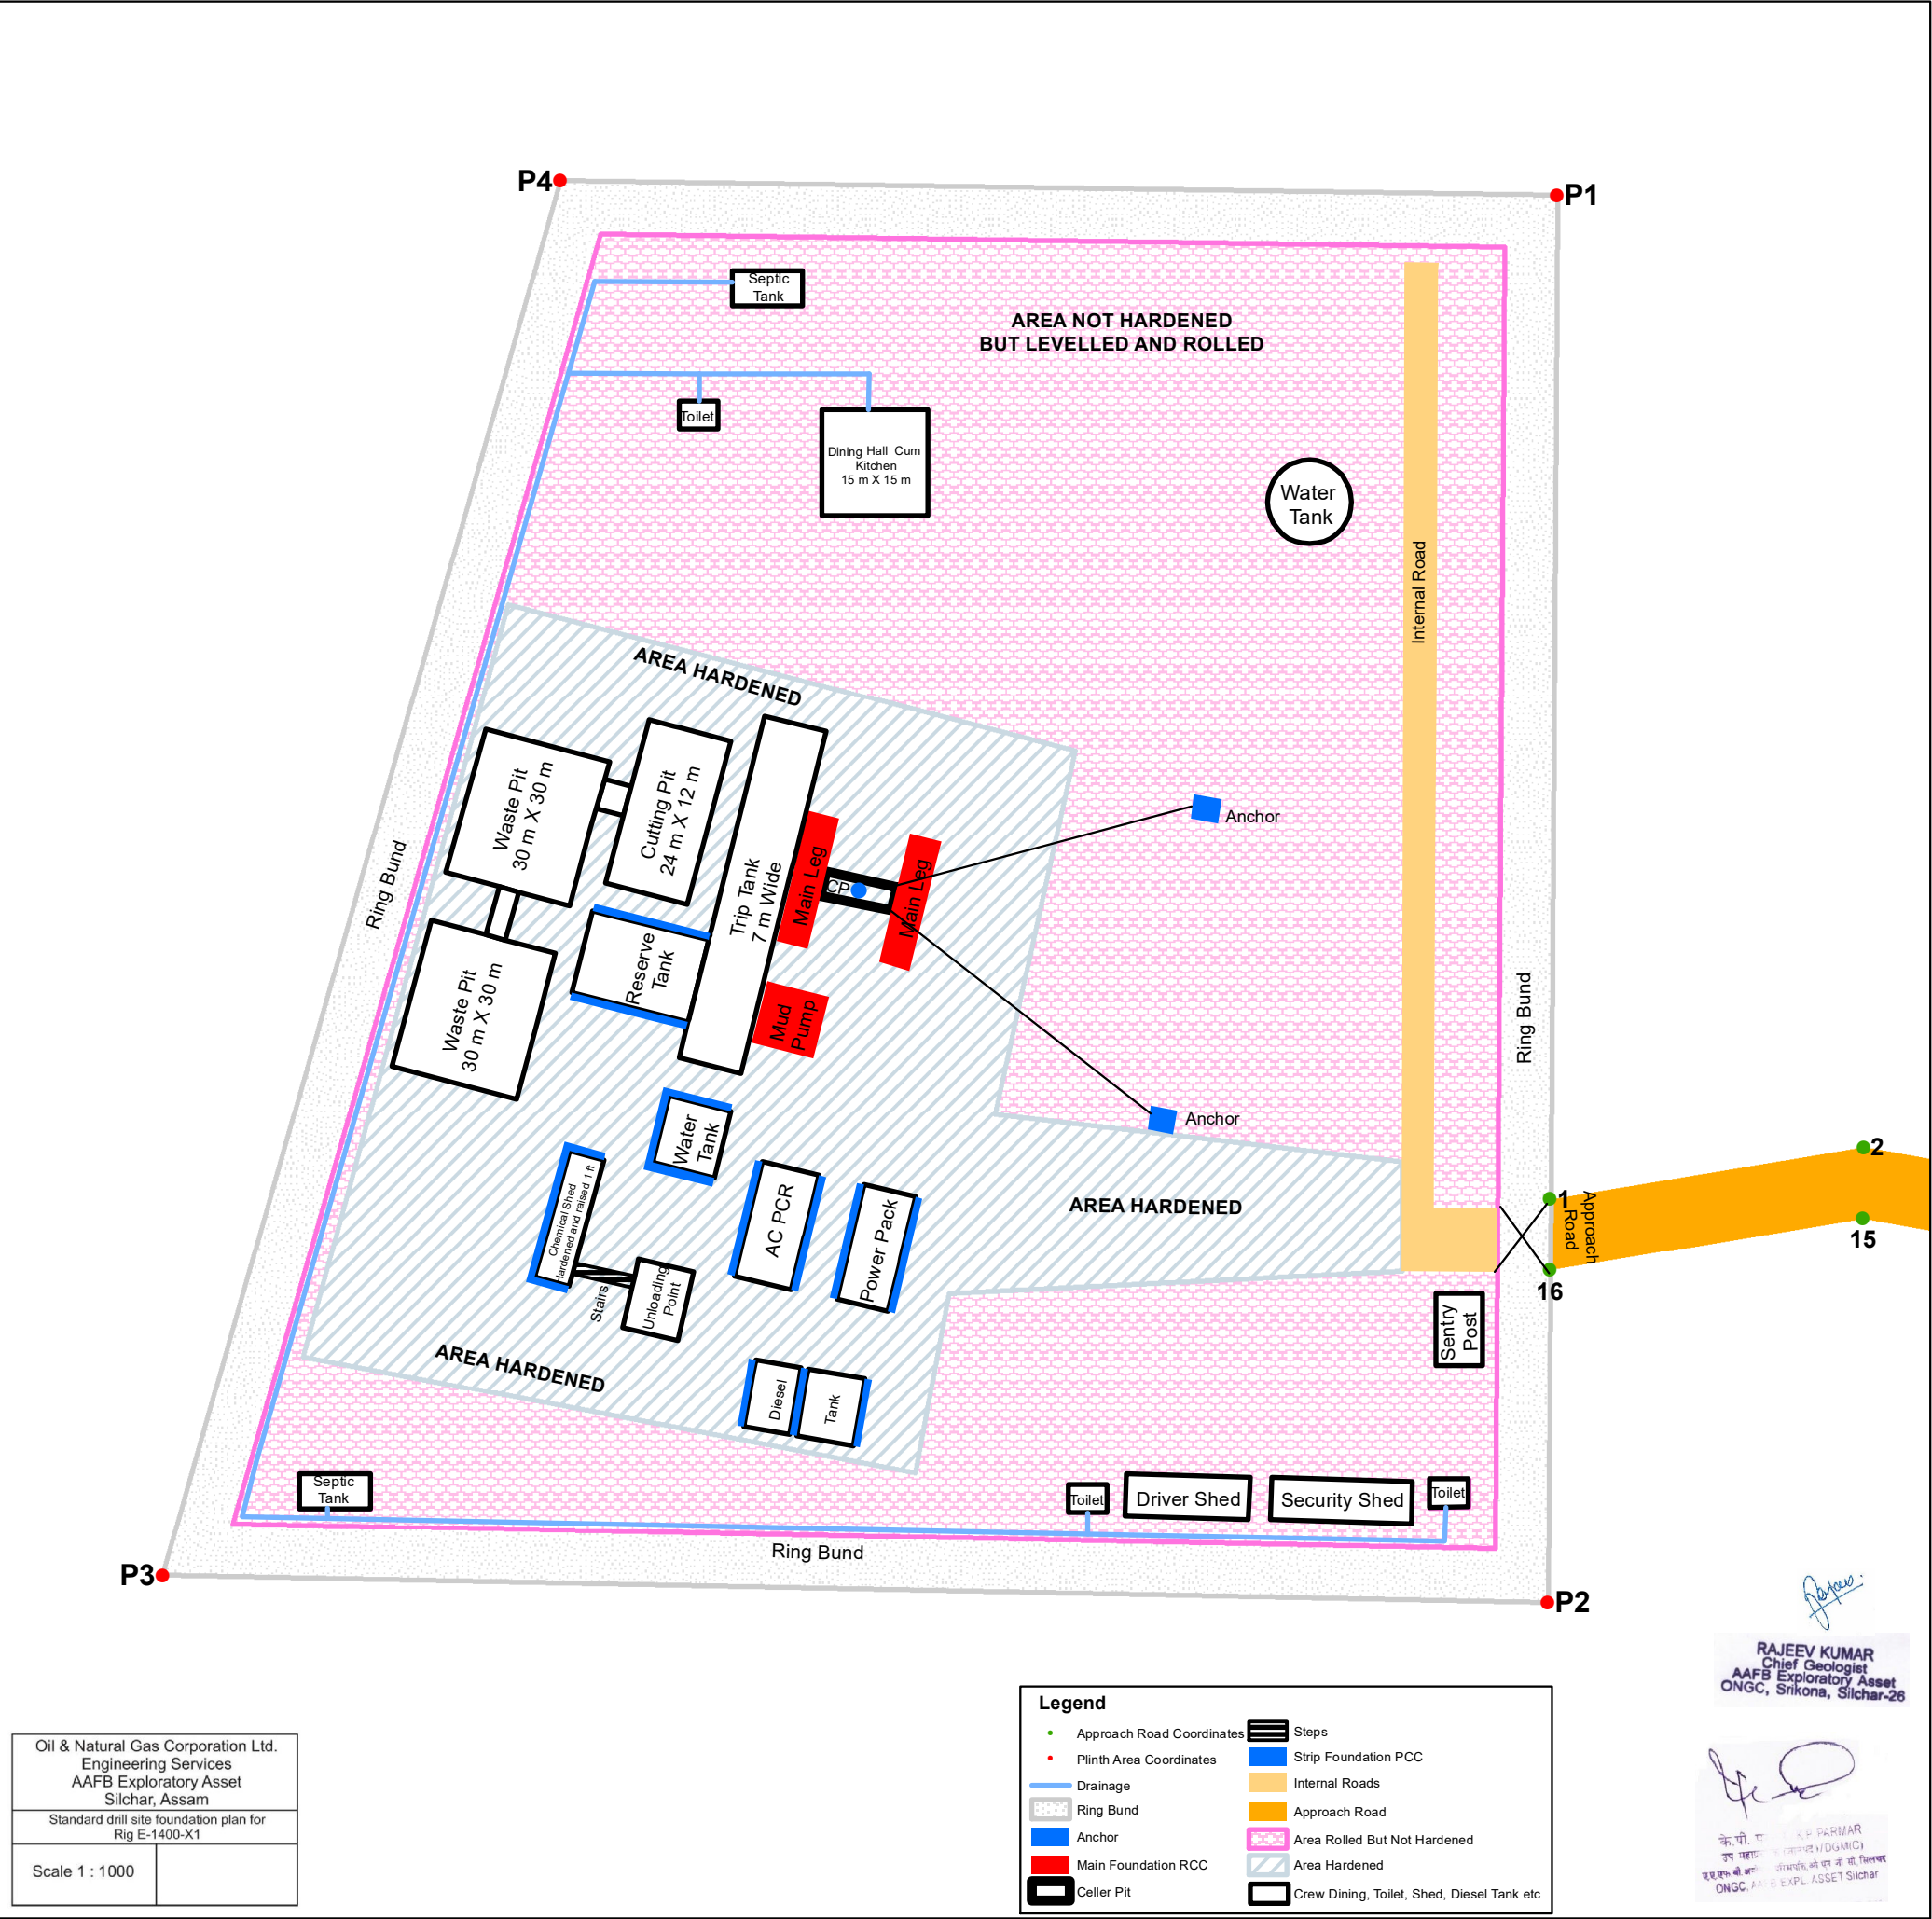 P4
P1
Septic
Tank
AREA NOT HARDENED
BUT LEVELLED AND ROLLED
Toilet
Dining Hall Cum
Kitchen
15 m X 15 m
Water
Tank
Internal Road
AREA HARDENED
Waste Pit
30 m X 30 m
Cutting Pit
24 m X 12 m
Trip Tank
7 m Wide
Main Leg
CP
Main Leg
Anchor
Ring Bund
Reserve
Tank
Waste Pit
30 m X 30 m
Mud
Pump
Ring Bund
Anchor
Water
Tank
Chemical Shed
Hardened and raised 1 ft
AC PCR
Power Pack
AREA HARDENED
1
2
Approach
Road
15
16
Stairs
Unloading
Point
Sentry
Post
AREA HARDENED
Diesel
Tank
Septic
Tank
Toilet
Driver Shed
Security Shed
Toilet
Ring Bund
P3
P2
RAJEEV KUMAR
Chief Geologist
AAFB Exploratory Asset
ONGC, Srikona, Silchar-26
Legend
Approach Road Coordinates
Plinth Area Coordinates
Drainage
Ring Bund
Anchor
Main Foundation RCC
Celler Pit
Steps
Strip Foundation PCC
Internal Roads
Approach Road
Area Rolled But Not Hardened
Area Hardened
Crew Dining, Toilet, Shed, Diesel Tank etc
Oil & Natural Gas Corporation Ltd.
Engineering Services
AAFB Exploratory Asset
Silchar, Assam
Standard drill site foundation plan for
Rig E-1400-X1
Scale 1 : 1000
के.पी. PARMAR
उप /DGM(C)
सिलचर
ONGC, EXPL. ASSET Silchar